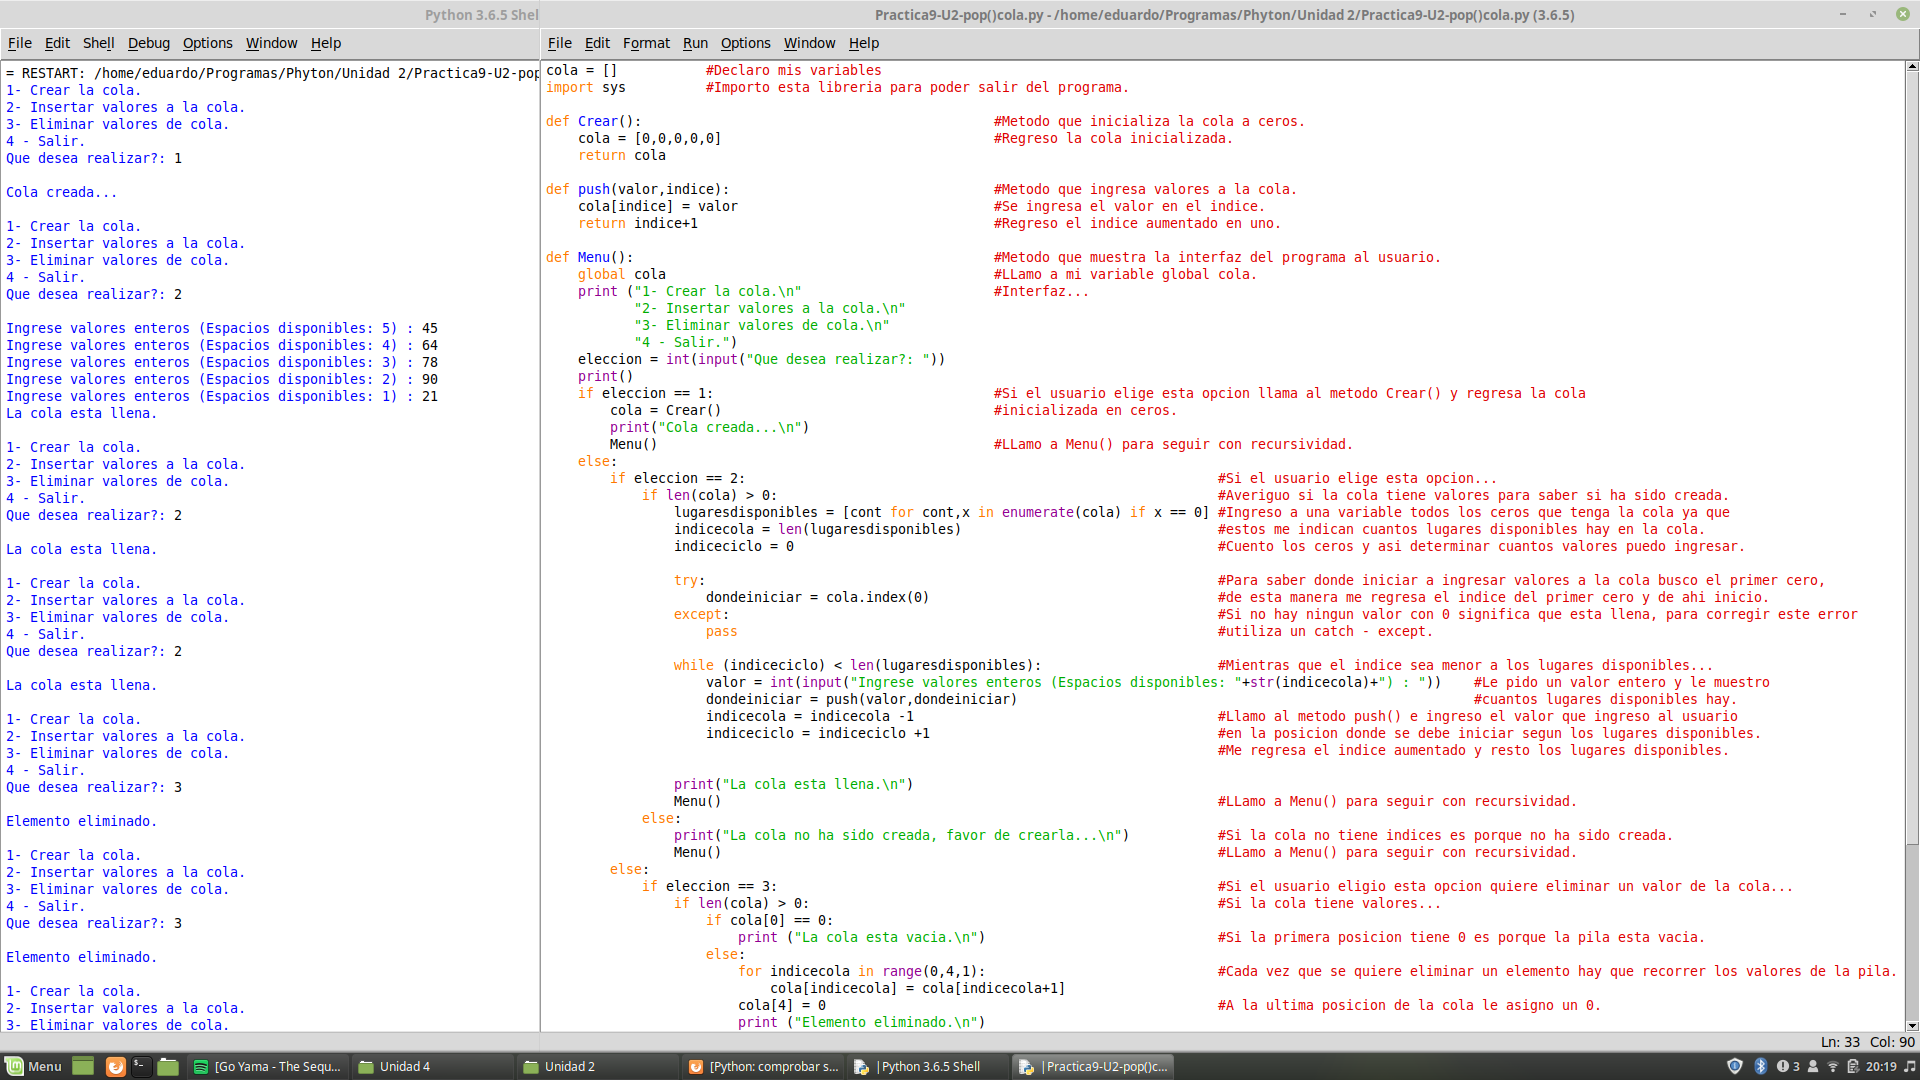 Python 3.6.5 Shel
File Edit Shell Debug Options Window Help
= RESTART: /home/eduardo/Programas/Phyton/Unidad 2/Practica9-U2-pop
1- Crear la cola.
2- Insertar valores a la cola.
3- Eliminar valores de cola.
4 - Salir.
Que desea realizar?: 1
Cola creada...
1- Crear la cola.
2- Insertar valores a la cola.
3- Eliminar valores de cola.
4 - Salir.
Que desea realizar?: 2
Ingrese valores enteros (Espacios disponibles: 5) : 45
Ingrese valores enteros (Espacios disponibles: 4) : 64
Ingrese valores enteros (Espacios disponibles: 3) : 78
Ingrese valores enteros (Espacios disponibles: 2) : 90
Ingrese valores enteros (Espacios disponibles: 1) : 21
La cola esta llena.
1- Crear la cola.
2- Insertar valores a la cola.
3- Eliminar valores de cola.
4 - Salir.
Que desea realizar?: 2
La cola esta llena.
1- Crear la cola.
2- Insertar valores a la cola.
3- Eliminar valores de cola.
4 - Salir.
Que desea realizar?: 2
La cola esta llena.
1- Crear la cola.
2- Insertar valores a la cola.
3- Eliminar valores de cola.
4 - Salir.
Que desea realizar?: 3
Elemento eliminado.
1- Crear la cola.
2- Insertar valores a la cola.
3- Eliminar valores de cola.
4 - Salir.
Que desea realizar?: 3
Elemento eliminado.
1- Crear la cola.
2- Insertar valores a la cola.
3- Eliminar valores de cola.
Practica9-U2-pop()cola.py - /home/eduardo/Programas/Phyton/Unidad 2/Practica9-U2-pop()cola.py (3.6.5)
File Edit Format Run Options Window Help
cola = [] #Declaro mis variables
import sys #Importo esta libreria para poder salir del programa.
def Crear(): #Metodo que inicializa la cola a ceros.
cola = [0,0,0,0,0] #Regreso la cola inicializada.
return cola
def push(valor,indice): #Metodo que ingresa valores a la cola.
cola[indice] = valor #Se ingresa el valor en el indice.
return indice+1 #Regreso el indice aumentado en uno.
def Menu(): #Metodo que muestra la interfaz del programa al usuario.
global cola #LLamo a mi variable global cola.
print ("1- Crear la cola.\n" #Interfaz...
"2- Insertar valores a la cola.\n"
"3- Eliminar valores de cola.\n"
"4 - Salir.")
eleccion = int(input("Que desea realizar?: "))
print()
if eleccion == 1: #Si el usuario elige esta opcion llama al metodo Crear() y regresa la cola
cola = Crear() #inicializada en ceros.
print("Cola creada...\n")
Menu() #LLamo a Menu() para seguir con recursividad.
else:
if eleccion == 2: #Si el usuario elige esta opcion...
if len(cola) > 0: #Averiguo si la cola tiene valores para saber si ha sido creada.
lugaresdisponibles = [cont for cont,x in enumerate(cola) if x == 0] #Ingreso a una variable todos los ceros que tenga la cola ya que
indicecola = len(lugaresdisponibles) #estos me indican cuantos lugares disponibles hay en la cola.
indiceciclo = 0 #Cuento los ceros y asi determinar cuantos valores puedo ingresar.
try: #Para saber donde iniciar a ingresar valores a la cola busco el primer cero,
dondeiniciar = cola.index(0) #de esta manera me regresa el indice del primer cero y de ahi inicio.
except: #Si no hay ningun valor con 0 significa que esta llena, para corregir este error
pass #utiliza un catch - except.
while (indiceciclo) < len(lugaresdisponibles): #Mientras que el indice sea menor a los lugares disponibles...
valor = int(input("Ingrese valores enteros (Espacios disponibles: "+str(indicecola)+") : ")) #Le pido un valor entero y le muestro
dondeiniciar = push(valor,dondeiniciar) #cuantos lugares disponibles hay.
indicecola = indicecola -1 #Llamo al metodo push() e ingreso el valor que ingreso al usuario
indiceciclo = indiceciclo +1 #en la posicion donde se debe iniciar segun los lugares disponibles.
#Me regresa el indice aumentado y resto los lugares disponibles.
print("La cola esta llena.\n")
Menu() #LLamo a Menu() para seguir con recursividad.
else:
print("La cola no ha sido creada, favor de crearla...\n") #Si la cola no tiene indices es porque no ha sido creada.
Menu() #LLamo a Menu() para seguir con recursividad.
else:
if eleccion == 3: #Si el usuario eligio esta opcion quiere eliminar un valor de la cola...
if len(cola) > 0: #Si la cola tiene valores...
if cola[0] == 0:
print ("La cola esta vacia.\n") #Si la primera posicion tiene 0 es porque la pila esta vacia.
else:
for indicecola in range(0,4,1): #Cada vez que se quiere eliminar un elemento hay que recorrer los valores de la pila.
cola[indicecola] = cola[indicecola+1]
cola[4] = 0 #A la ultima posicion de la cola le asigno un 0.
print ("Elemento eliminado.\n")
Ln: 33 Col: 90
Menu [Go Yama - The Sequ... Unidad 4 Unidad 2 [Python: comprobar s... |Python 3.6.5 Shell |Practica9-U2-pop()c... 3 20:19